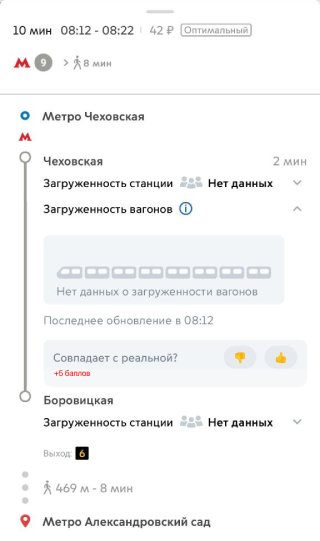 10 мин 08:12 - 08:22 42 ₽ Оптимальный
М 9 > 8 мин
Метро Чеховская
М
Чеховская 2 мин
Загруженность станции Нет данных
Загруженность вагонов i
Нет данных о загруженности вагонов
Последнее обновление в 08:12
Совпадает с реальной?
+5 баллов
Боровицкая
Загруженность станции Нет данных
Выход: 6
469 м - 8 мин
Метро Александровский сад